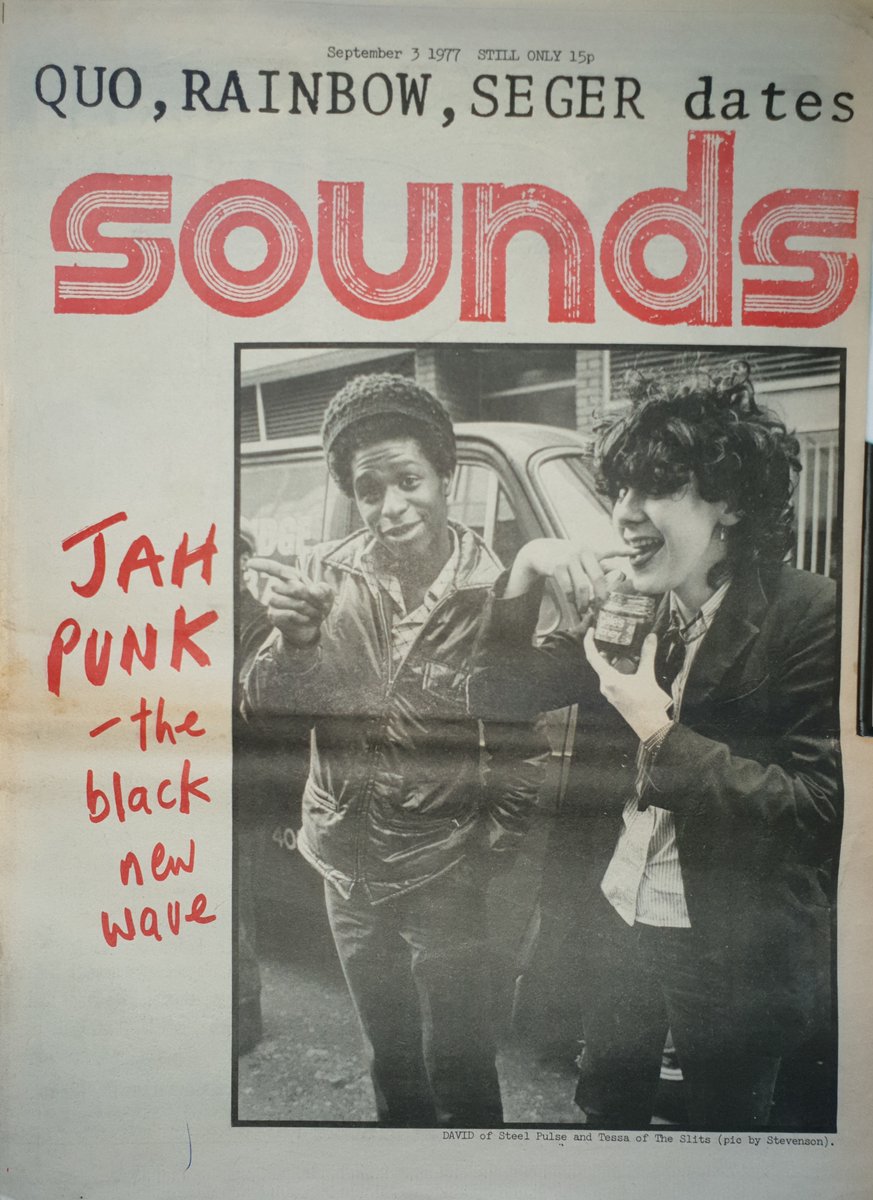 September 3 1977 STILL ONLY 15p
QUO, RAINBOW, SEGER dates
sounds
JAH
PUNK
- the
black
new
wave
DAVID of Steel Pulse and Tessa of The Slits (pic by Stevenson).